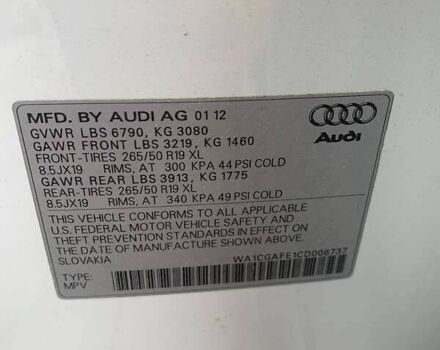 MFD. BY AUDI AG 01 12
GVWR LBS 6790, KG 3080
GAWR FRONT LBS 3219, KG 1460
FRONT-TIRES 265/50 R19 XL
8.5JX19 RIMS, AT 300 KPA 44 PSI COLD
GAWR REAR LBS 3913, KG 1775
REAR-TIRES 265/50 R19 XL
8.5JX19 RIMS, AT 340 KPA 49 PSI COLD
Audi
THIS VEHICLE CONFORMS TO ALL APPLICABLE
U.S. FEDERAL MOTOR VEHICLE SAFETY AND
THEFT PREVENTION STANDARDS IN EFFECT
ON THE DATE OF MANUFACTURE SHOWN ABOVE
SLOVAKIA
WA1CGAFE1CD006737
TYPE:
MPV